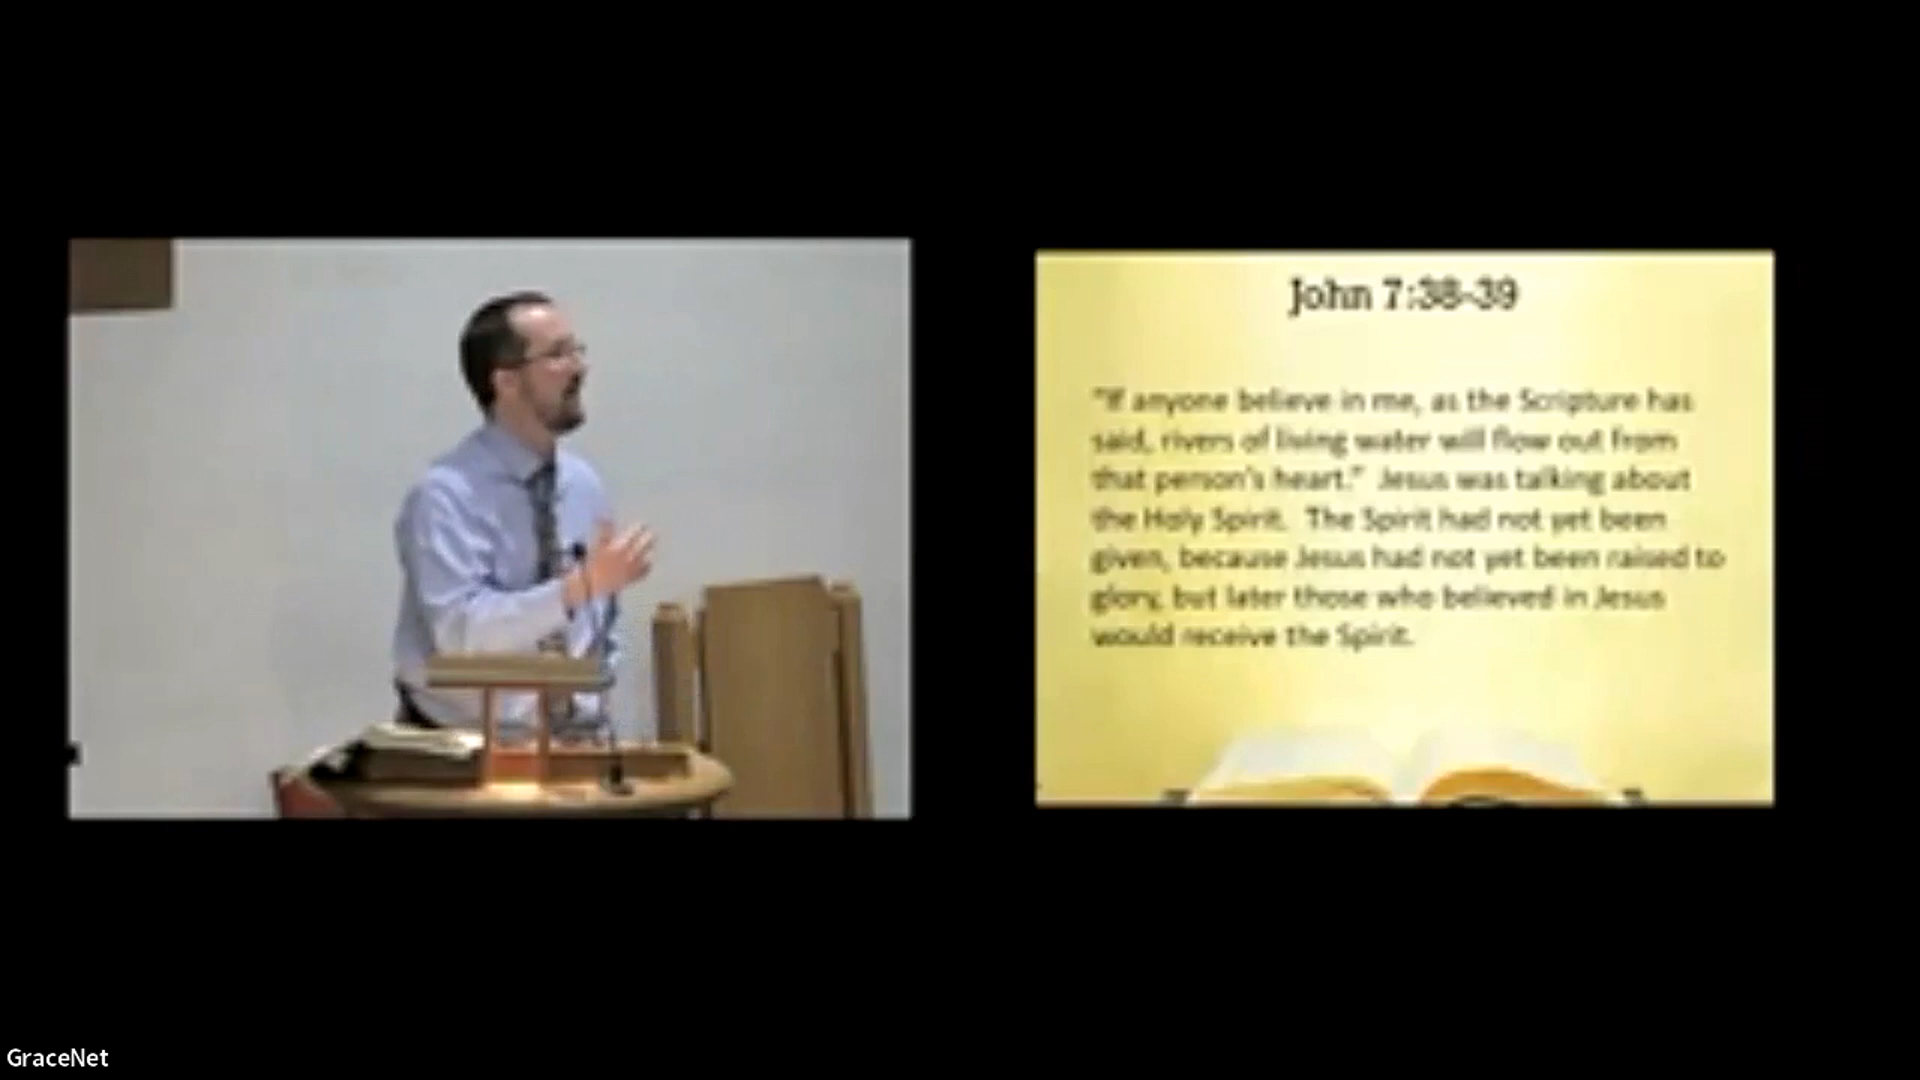 John 7:38-39
"If anyone believe in me, as the Scripture has
said, rivers of living water will flow out from
that person's heart." Jesus was talking about
the Holy Spirit. The Spirit had not yet been
given, because Jesus had not yet been raised to
glory, but later those who believed in Jesus
would receive the Spirit.
GraceNet